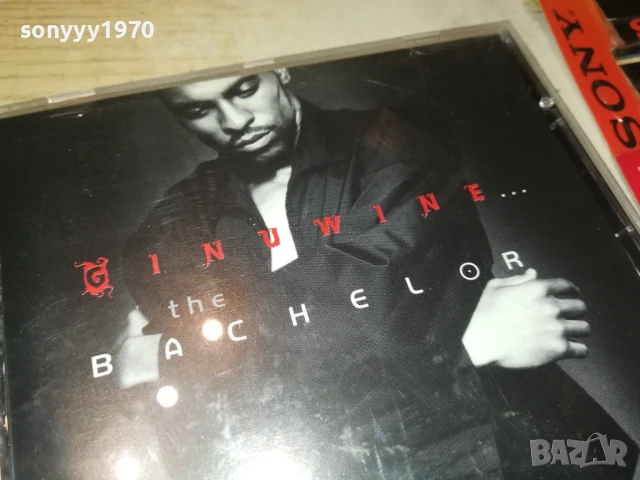 sonyyy1970
SONY
GINUWINE...
the
BACHELOR
BAZAR